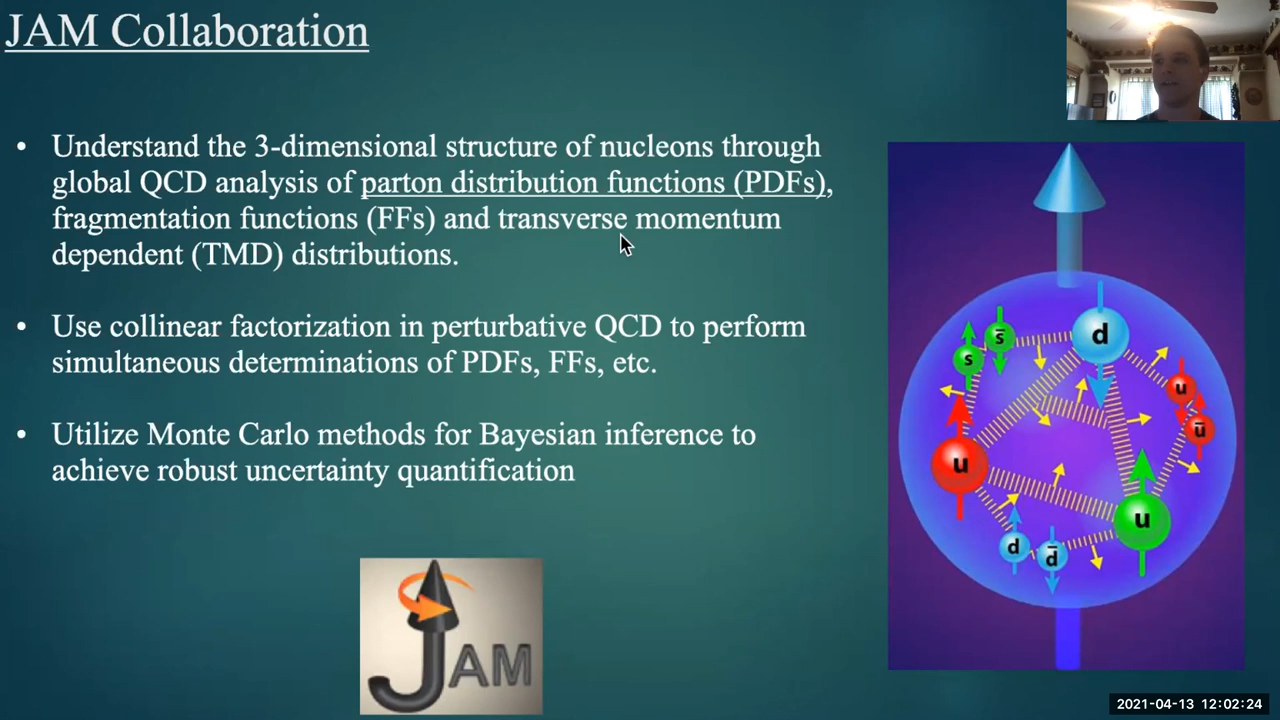 JAM Collaboration
• Understand the 3-dimensional structure of nucleons through
global QCD analysis of parton distribution functions (PDFs),
fragmentation functions (FFs) and transverse momentum
dependent (TMD) distributions.
• Use collinear factorization in perturbative QCD to perform
simultaneous determinations of PDFs, FFs, etc.
• Utilize Monte Carlo methods for Bayesian inference to
achieve robust uncertainty quantification
JAM
s s̅ d
u u̅
u
u
d d̅
2021-04-13 12:02:24